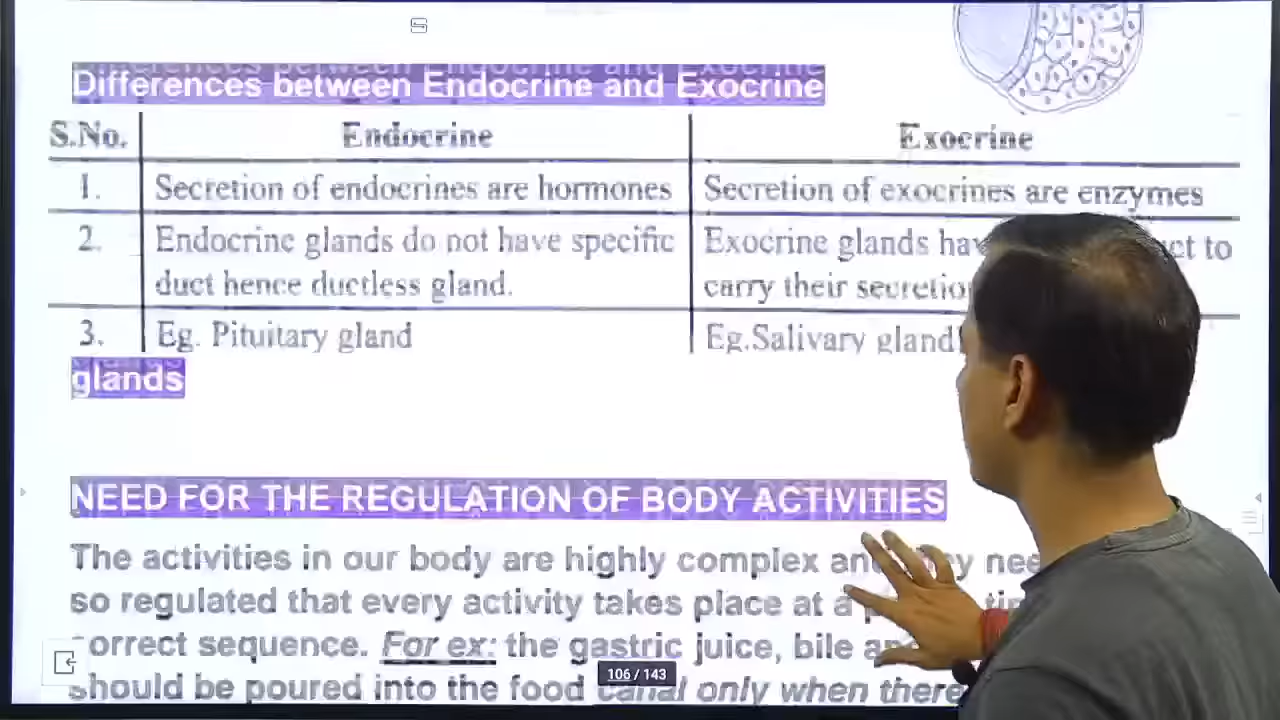 Differences between Endocrine and Exocrine
S.No. Endocrine Exocrine
1. Secretion of endocrines are hormones Secretion of exocrines are enzymes
2. Endocrine glands do not have specific Exocrine glands to
duct hence ductless gland. carry their
3. Eg. Pituitary gland Eg.Salivary gland
glands
NEED FOR THE REGULATION OF BODY ACTIVITIES
The activities in our body are highly complex
so regulated that every activity takes place at a
orrect sequence. For ex: the gastric juice, bile
should be poured into the food canal only when there
106 / 143